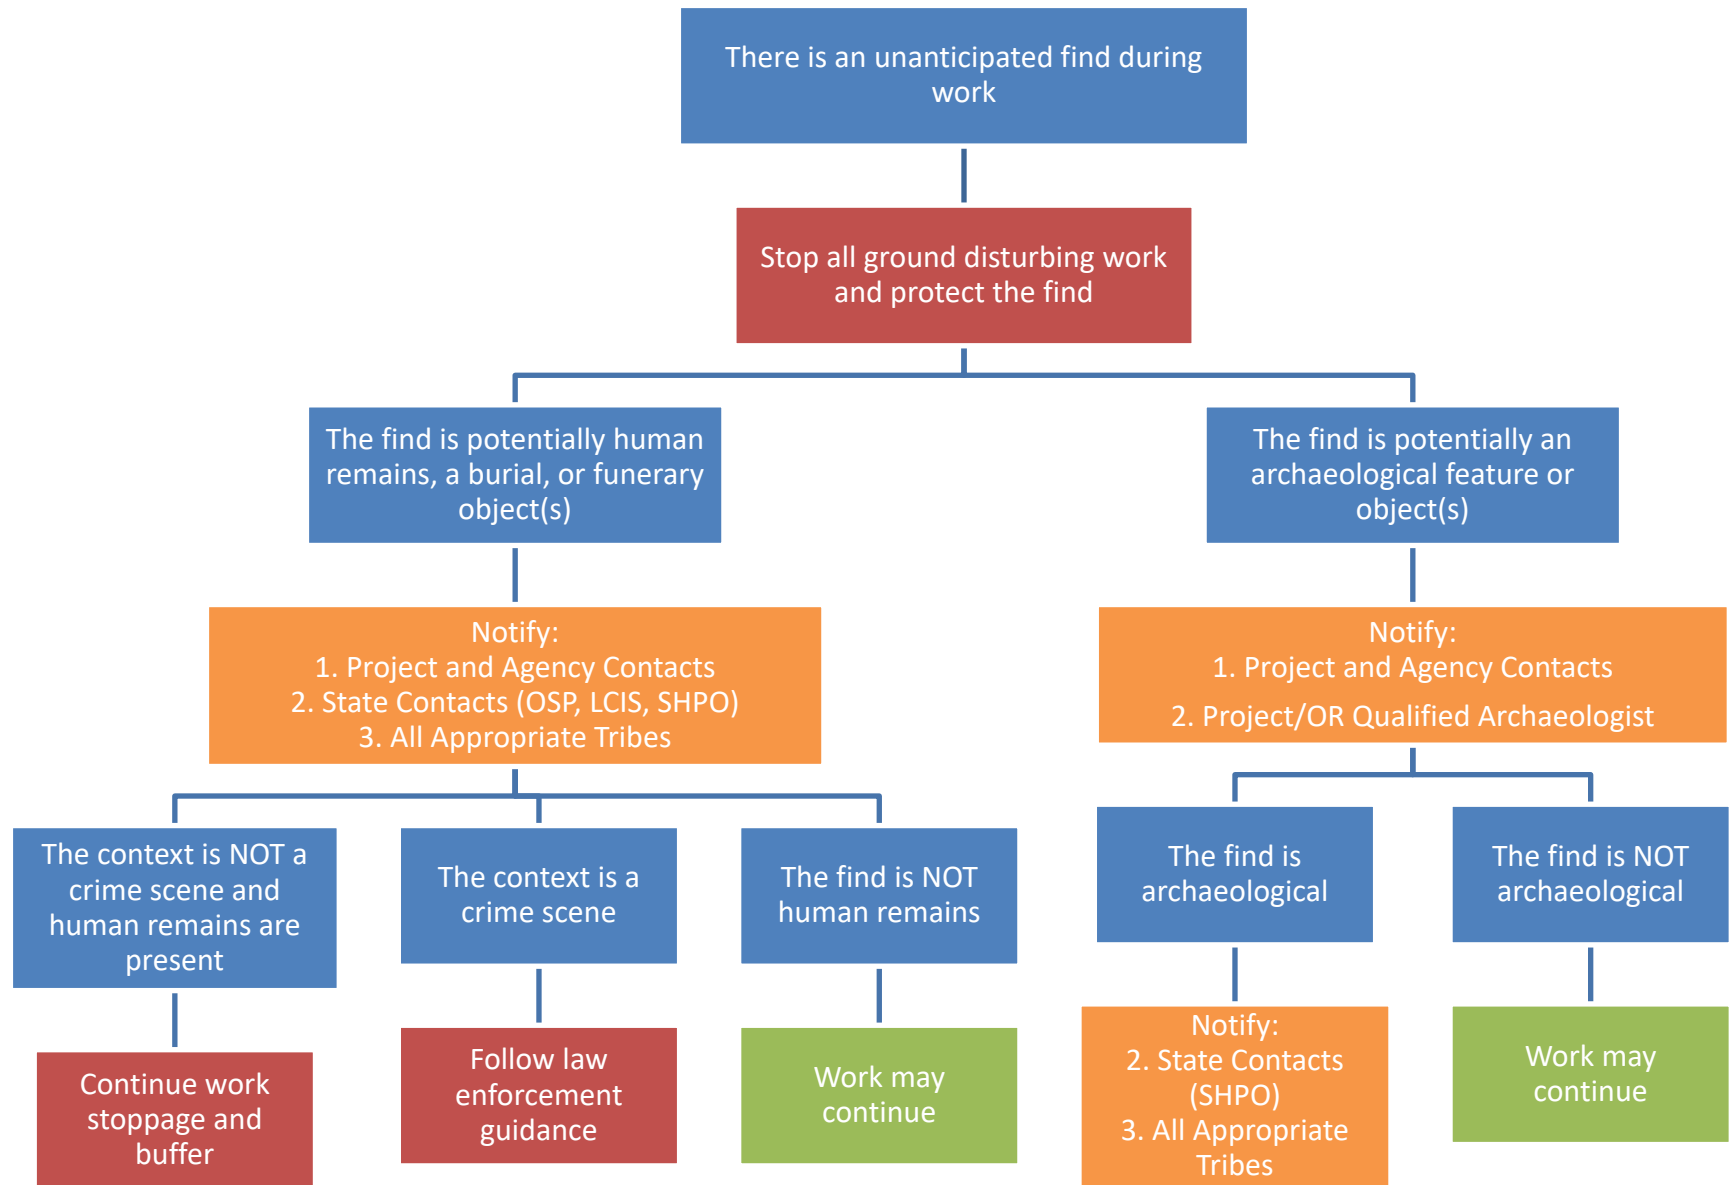 There is an unanticipated find during
work
Stop all ground disturbing work
and protect the find
The find is potentially human
remains, a burial, or funerary
object(s)
The find is potentially an
archaeological feature or
object(s)
Notify:
1. Project and Agency Contacts
2. State Contacts (OSP, LCIS, SHPO)
3. All Appropriate Tribes
Notify:
1. Project and Agency Contacts
2. Project/OR Qualified Archaeologist
The context is NOT a
crime scene and
human remains are
present
The context is a
crime scene
The find is NOT
human remains
The find is
archaeological
The find is NOT
archaeological
Continue work
stoppage and
buffer
Follow law
enforcement
guidance
Work may
continue
Notify:
2. State Contacts
(SHPO)
3. All Appropriate
Tribes
Work may
continue